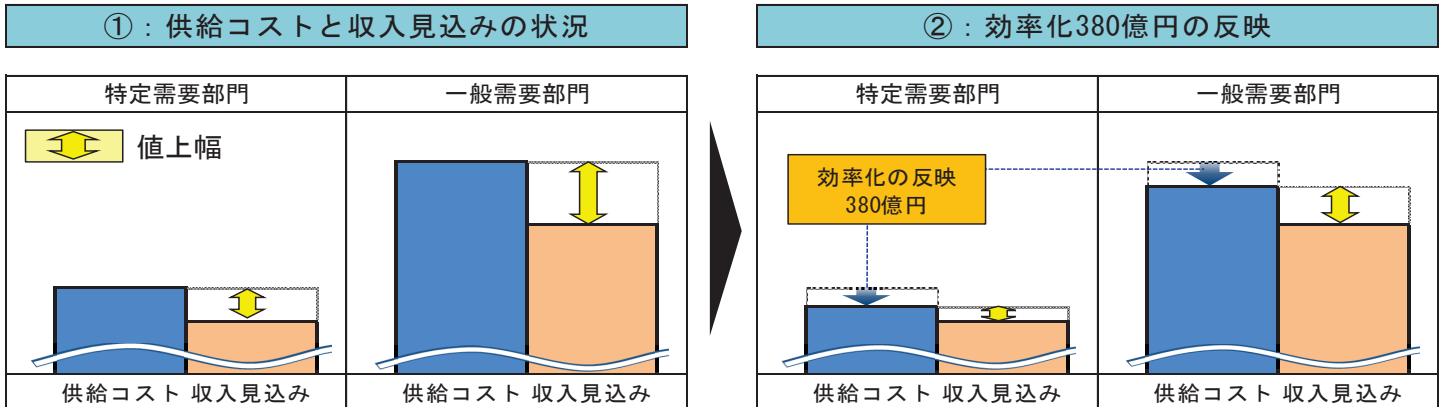 ①：供給コストと収入見込みの状況
特定需要部門
一般需要部門
値上幅
供給コスト 収入見込み
供給コスト 収入見込み
②：効率化380億円の反映
特定需要部門
一般需要部門
効率化の反映
380億円
供給コスト 収入見込み
供給コスト 収入見込み